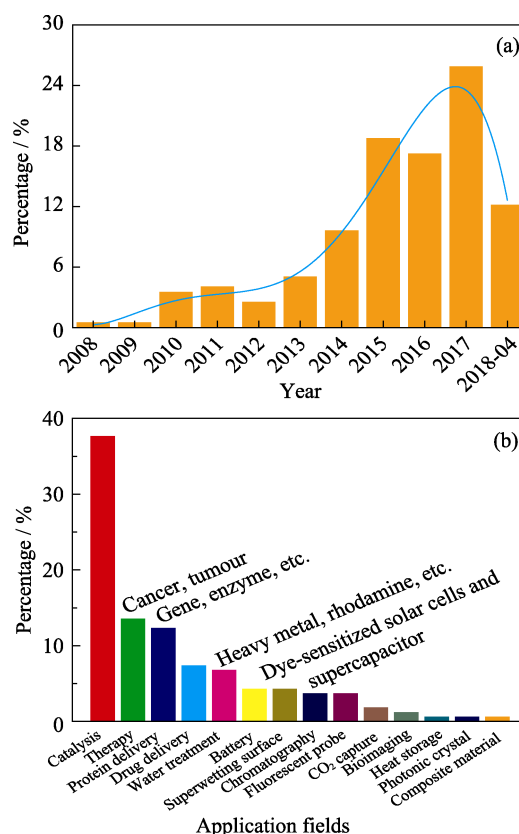 (a)
Percentage / %
30
24
18
12
6
0
2008
2009
2010
2011
2012
2013
2014
2015
2016
2017
2018-04
Year
(b)
Percentage / %
40
30
20
10
0
Cancer, tumour
Gene, enzyme, etc.
Heavy metal, rhodamine, etc.
Dye-sensitized solar cells and
supercapacitor
Catalysis
Therapy
Protein delivery
Drug delivery
Water treatment
Battery
Superwetting surface
Chromatography
Fluorescent probe
CO₂ capture
Bioimaging
Heat storage
Photonic crystal
Composite material
Application fields